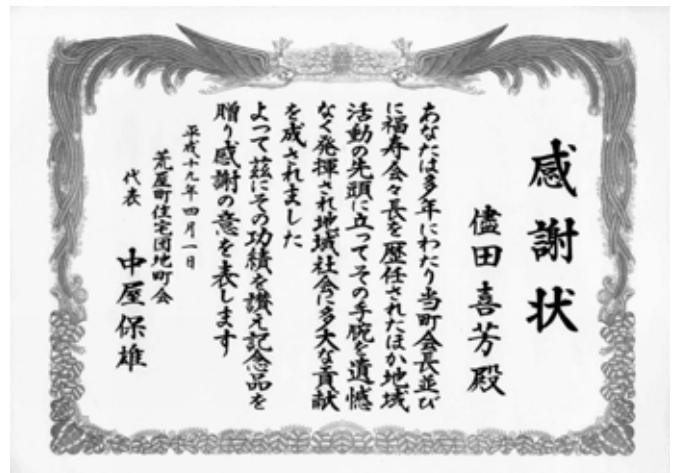 感謝状
儘田喜芳殿
あなたは多年にわたり当町会長並び
に福寿会々長を歴任されたほか地域
活動の先頭に立ってその手腕を遺憾
なく発揮され地域社会に多大な貢献
を成されました
よって茲にその功績を讃え記念品を
贈り感謝の意を表します
平成十九年四月一日
荒屋町住宅団地町会
代表 中屋保雄